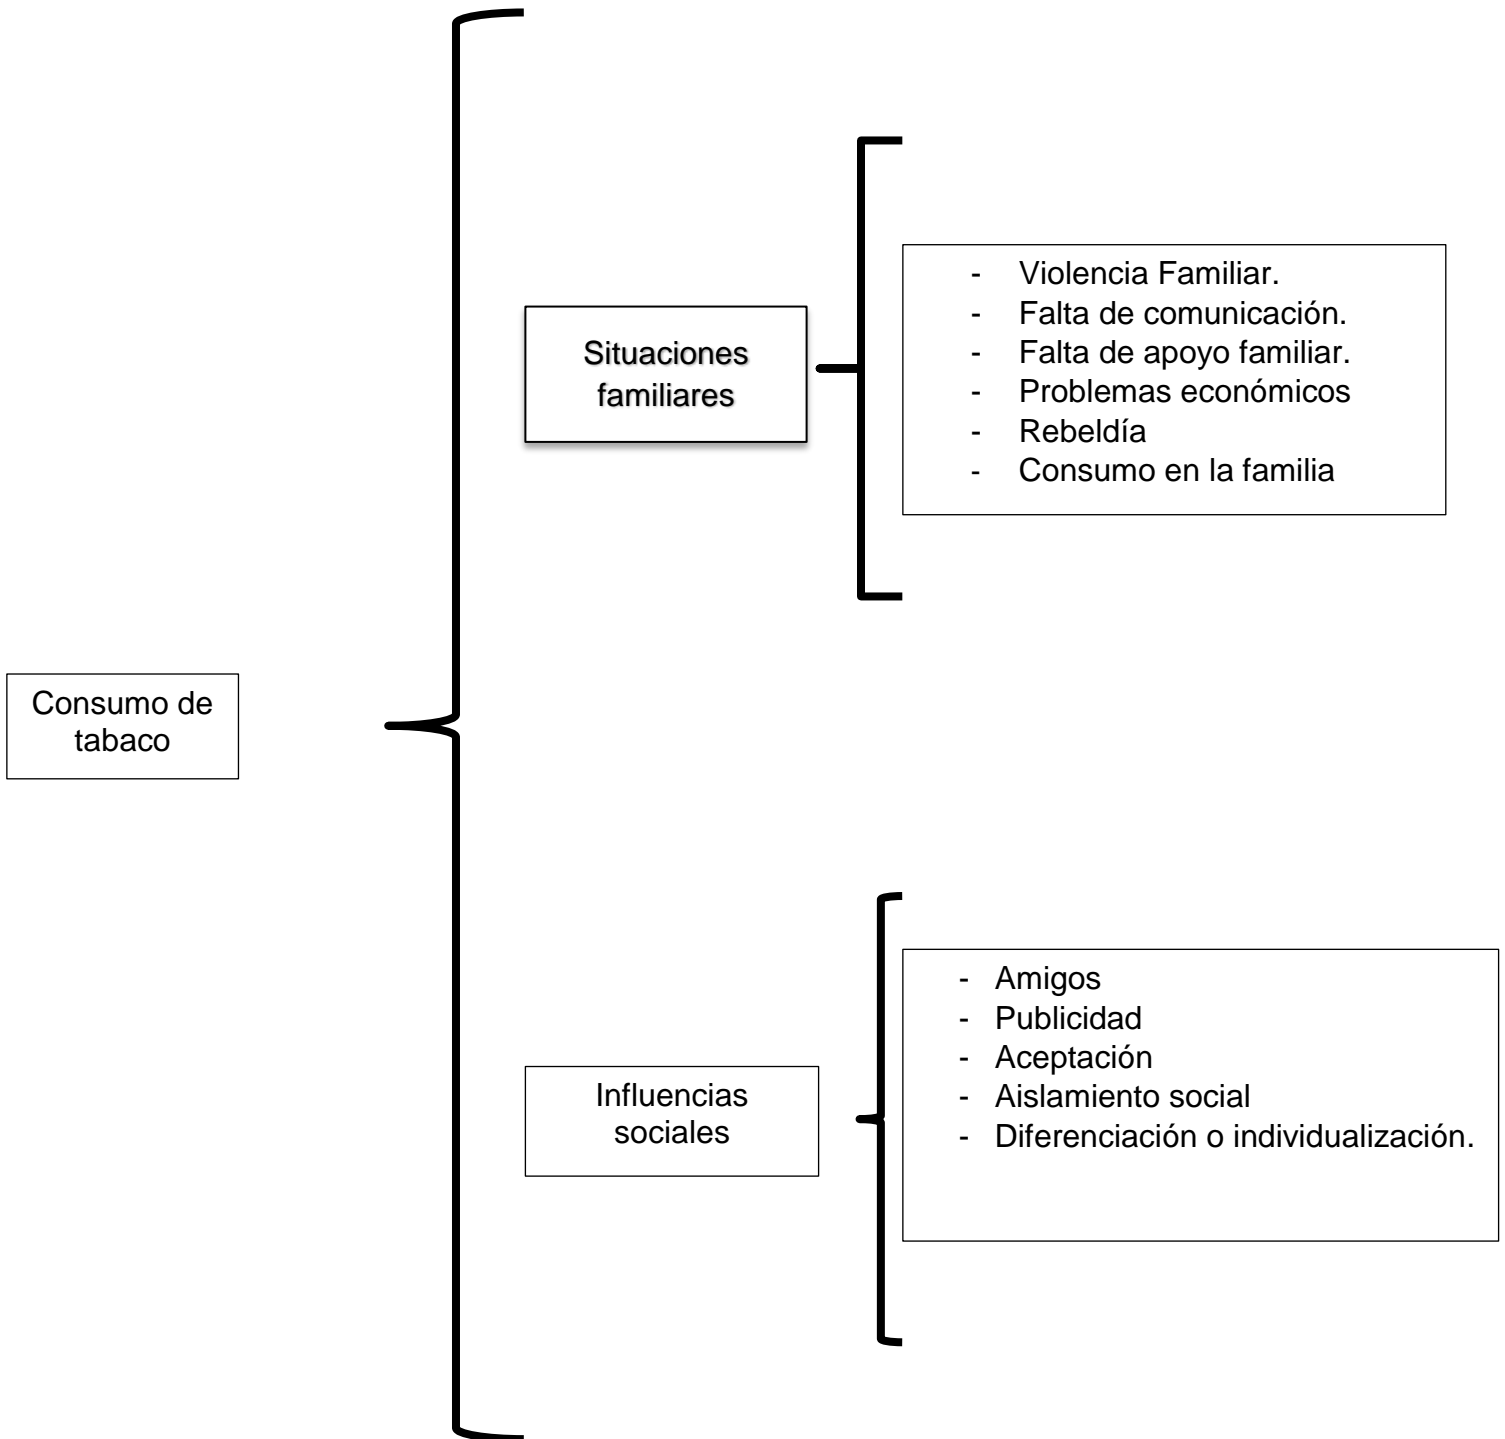 Consumo de
tabaco
Situaciones
familiares
- Violencia Familiar.
- Falta de comunicación.
- Falta de apoyo familiar.
- Problemas económicos
- Rebeldía
- Consumo en la familia
Influencias
sociales
- Amigos
- Publicidad
- Aceptación
- Aislamiento social
- Diferenciación o individualización.